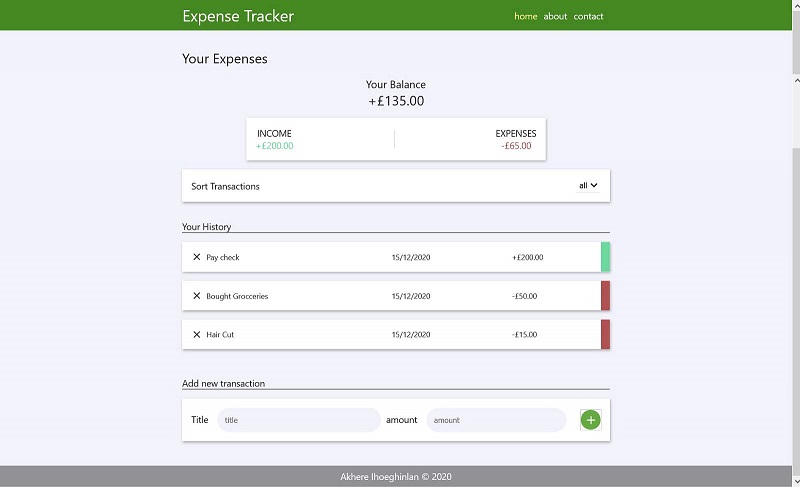 Expense Tracker home about contact
Your Expenses
Your Balance
+£135.00
INCOME EXPENSES
+£200.00 -£65.00
Sort Transactions all
Your History
Pay check 15/12/2020 +£200.00
Bought Grocceries 15/12/2020 -£50.00
Hair Cut 15/12/2020 -£15.00
Add new transaction
Title title amount amount
Akhere Ihoeghinlan © 2020